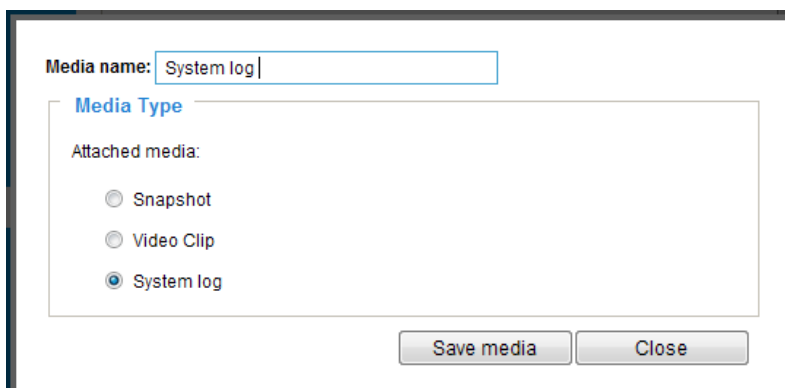 Media name: System log
Media Type
Attached media:
Snapshot
Video Clip
System log
Save media Close